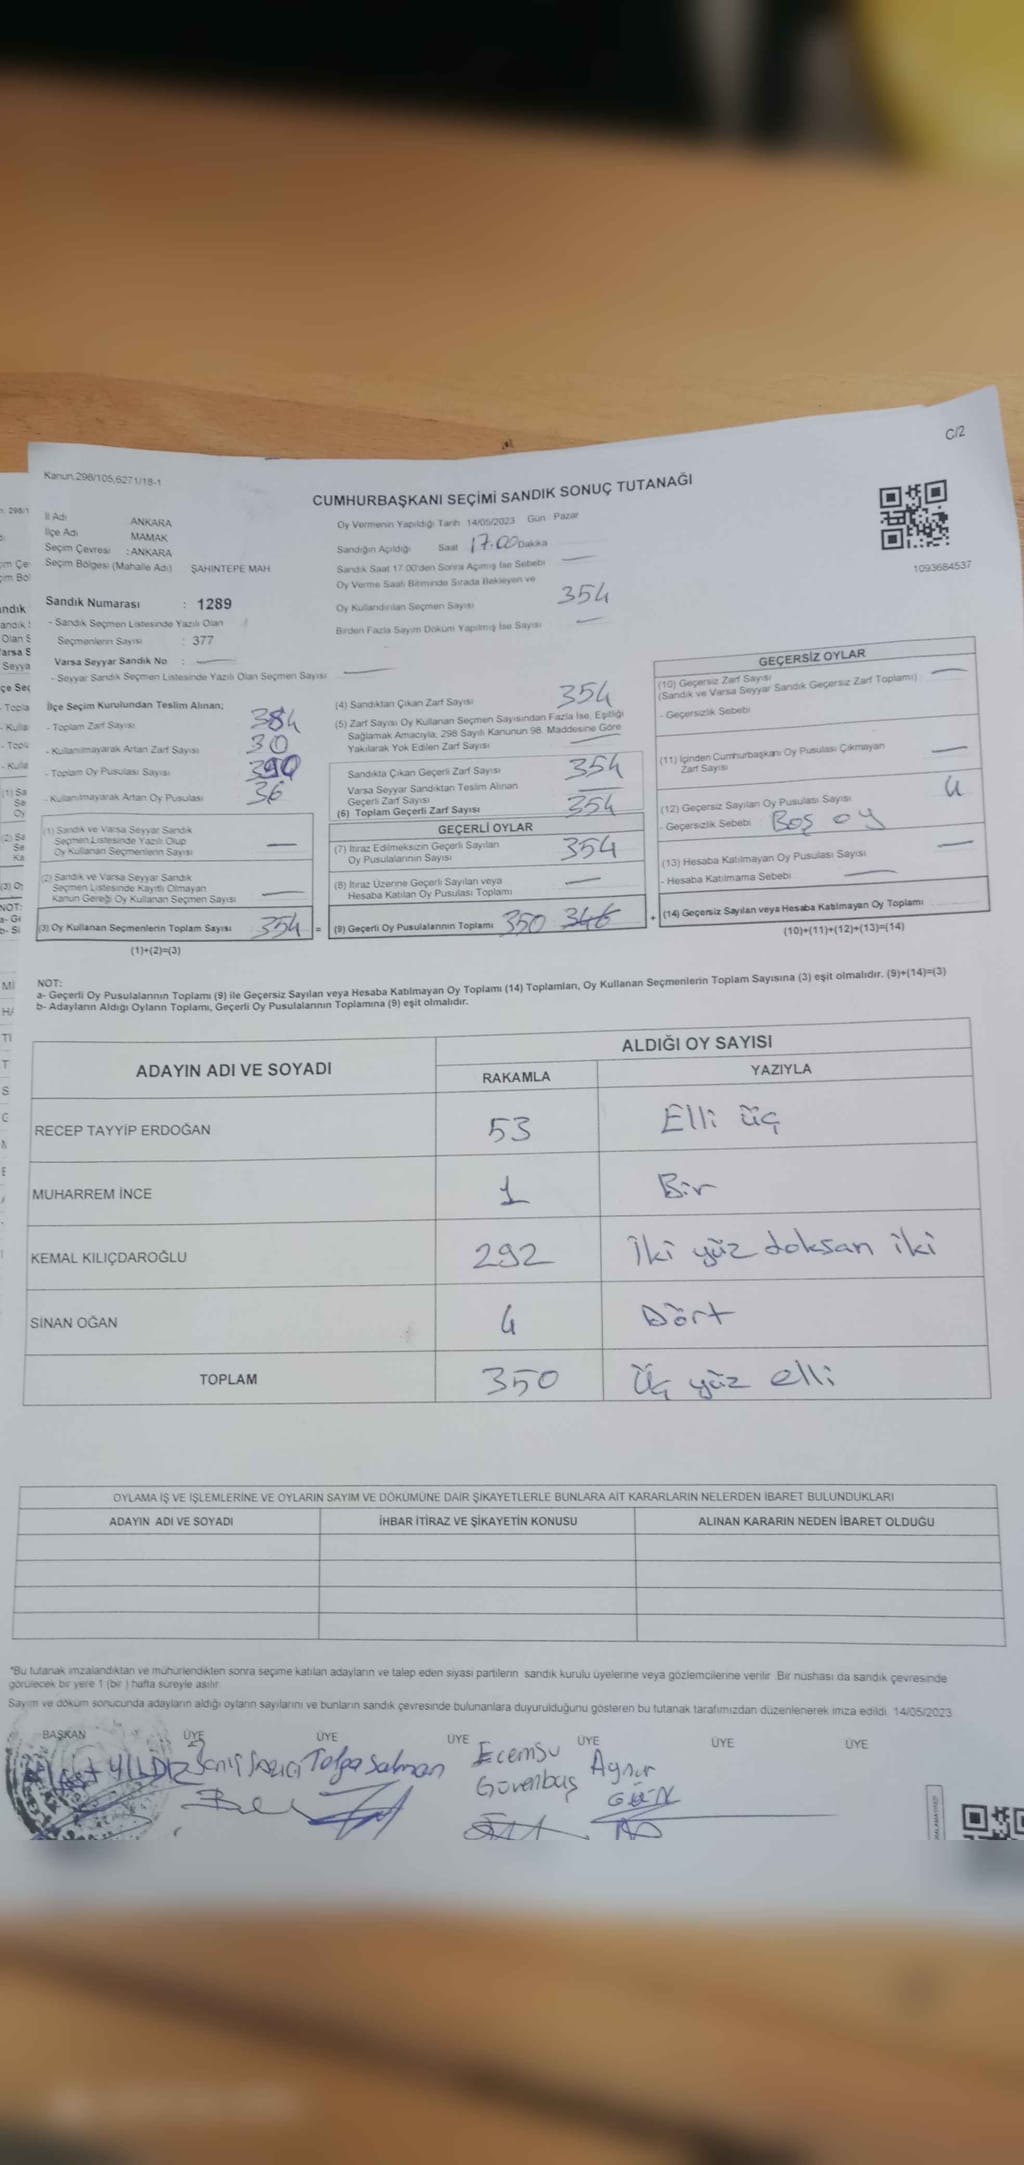 C/2
Kanun.298/105,6271/18-1
CUMHURBAŞKANI SEÇİMİ SANDIK SONUÇ TUTANAĞI
İl Adı ANKARA
İlçe Adı MAMAK
Seçim Çevresi : ANKARA
Seçim Bölgesi (Mahalle Adı) ŞAHINTEPE MAH
Sandık Numarası : 1289
- Sandık Seçmen Listesinde Yazılı Olan
Seçmenlerin Sayısı : 377
Varsa Seyyar Sandık No :
- Seyyar Sandık Seçmen Listesinde Yazılı Olan Seçmen Sayısı
Oy Vermenin Yapıldığı Tarih 14/05/2023 Gün : Pazar
Sandığın Açıldığı Saat 17.00 Dakika
Sandık Saat 17.00'den Sonra Açımış İse Sebebi
Oy Verme Saati Bitiminde Sırada Bekleyen ve
Oy Kullandırılan Seçmen Sayısı 354
Birden Fazla Sayım Döküm Yapılmış İse Sayısı
1093684537
İlçe Seçim Kurulundan Teslim Alınan;
- Toplam Zarf Sayısı 384
- Kullanılmayarak Artan Zarf Sayısı 30
- Toplam Oy Pusulası Sayısı 390
- Kullanılmayarak Artan Oy Pusulası 36
(1) Sandık ve Varsa Seyyar Sandık
Seçmen Listesinde Yazılı Olup
Oy Kullanan Seçmenlerin Sayısı
(2) Sandık ve Varsa Seyyar Sandık
Seçmen Listesinde Kayıtlı Olmayan
Kanun Gereği Oy Kullanan Seçmen Sayısı
(3) Oy Kullanan Seçmenlerin Toplam Sayısı 354 =
(1)+(2)=(3)
(4) Sandıktan Çıkan Zarf Sayısı 354
(5) Zarf Sayısı Oy Kullanan Seçmen Sayısından Fazla İse, Eşitliği
Sağlamak Amacıyla, 298 Sayılı Kanunun 98. Maddesine Göre
Yakılarak Yok Edilen Zarf Sayısı
Sandıkta Çıkan Geçerli Zarf Sayısı 354
Varsa Seyyar Sandıktan Teslim Alınan
Geçerli Zarf Sayısı
(6) Toplam Geçerli Zarf Sayısı 354
GEÇERLİ OYLAR
(7) İtiraz Edilmeksizin Geçerli Sayılan
Oy Pusulalarının Sayısı 354
(8) İtiraz Üzerine Geçerli Sayılan veya
Hesaba Katılan Oy Pusulası Toplamı
(9) Geçerli Oy Pusulalarının Toplamı 350 346 +
GEÇERSİZ OYLAR
(10) Geçersiz Zarf Sayısı
(Sandık ve Varsa Seyyar Sandık Geçersiz Zarf Toplamı)
- Geçersizlik Sebebi
(11) İçinden Cumhurbaşkanı Oy Pusulası Çıkmayan
Zarf Sayısı
(12) Geçersiz Sayılan Oy Pusulası Sayısı 4
- Geçersizlik Sebebi Boş oy
(13) Hesaba Katılmayan Oy Pusulası Sayısı
- Hesaba Katılmama Sebebi
(14) Geçersiz Sayılan veya Hesaba Katılmayan Oy Toplamı
(10)+(11)+(12)+(13)=(14)
NOT:
a- Geçerli Oy Pusulalarının Toplamı (9) ile Geçersiz Sayılan veya Hesaba Katılmayan Oy Toplamı (14) Toplamları, Oy Kullanan Seçmenlerin Toplam Sayısına (3) eşit olmalıdır. (9)+(14)=(3)
b- Adayların Aldığı Oyların Toplamı, Geçerli Oy Pusulalarının Toplamına (9) eşit olmalıdır.
ADAYIN ADI VE SOYADI
ALDIĞI OY SAYISI
RAKAMLA YAZIYLA
RECEP TAYYİP ERDOĞAN 53 Elli üç
MUHARREM İNCE 1 Bir
KEMAL KILIÇDAROĞLU 292 İki yüz doksan iki
SİNAN OĞAN 4 Dört
TOPLAM 350 Üç yüz elli
OYLAMA İŞ VE İŞLEMLERİNE VE OYLARIN SAYIM VE DÖKÜMÜNE DAİR ŞİKAYETLERLE BUNLARA AİT KARARLARIN NELERDEN İBARET BULUNDUKLARI
ADAYIN ADI VE SOYADI İHBAR İTİRAZ VE ŞİKAYETİN KONUSU ALINAN KARARIN NEDEN İBARET OLDUĞU
"Bu tutanak imzalandıktan ve mühürlendikten sonra seçime katılan adayların ve talep eden siyasi partilerin sandık kurulu üyelerine veya gözlemcilerine verilir. Bir nüshası da sandık çevresinde
görülecek bir yere 1 (bir ) hafta süreyle asılır.
Sayım ve döküm sonucunda adayların aldığı oyların sayılarını ve bunların sandık çevresinde bulunanlara duyurulduğunu gösteren bu tutanak tarafımızdan düzenlenerek imza edildi. 14/05/2023
BAŞKAN ÜYE ÜYE ÜYE ÜYE ÜYE ÜYE
YILDIZ Tolga Salman Ecemsu Güvenbaş Aynur GÜN